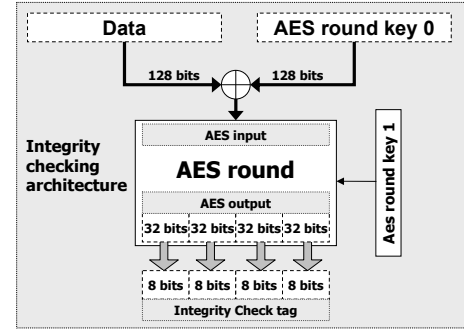 Data
AES round key 0
128 bits
128 bits
Integrity
checking
architecture
AES input
AES round
AES output
32 bits 32 bits 32 bits 32 bits
Aes round key 1
8 bits 8 bits 8 bits 8 bits
Integrity Check tag